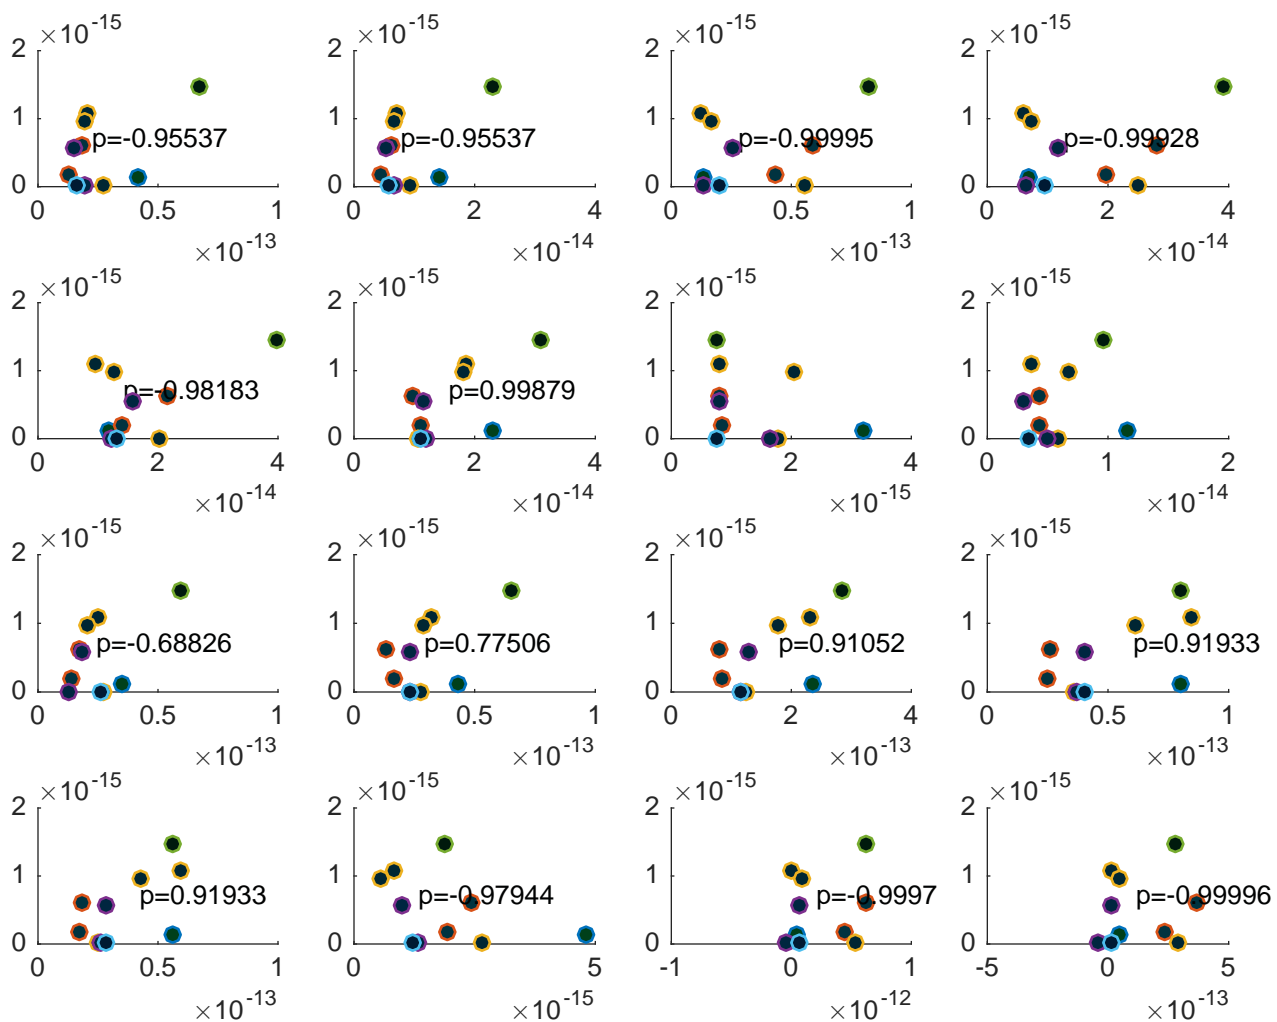 ×10-15 ×10-15 ×10-15 ×10-15
2 2 2 2
1 1 1 1
p=-0.95537 p=-0.95537 p=-0.99995 p=-0.99928
0 0 0 0
0 0.5 1 0 2 4 0 0.5 1 0 2 4
×10-13 ×10-14 ×10-13 ×10-14
×10-15 ×10-15 ×10-15 ×10-15
2 2 2 2
1 1 1 1
p=-0.98183 p=0.99879
0 0 0 0
0 2 4 0 2 4 0 2 4 0 1 2
×10-14 ×10-14 ×10-15 ×10-14
×10-15 ×10-15 ×10-15 ×10-15
2 2 2 2
1 1 1 1
p=-0.68826 p=0.77506 p=0.91052 p=0.91933
0 0 0 0
0 0.5 1 0 0.5 1 0 2 4 0 0.5 1
×10-13 ×10-13 ×10-13 ×10-13
×10-15 ×10-15 ×10-15 ×10-15
2 2 2 2
1 1 1 1
p=0.91933 p=-0.97944 p=-0.9997 p=-0.99996
0 0 0 0
0 0.5 1 0 5 -1 0 1 -5 0 5
×10-13 ×10-15 ×10-12 ×10-13